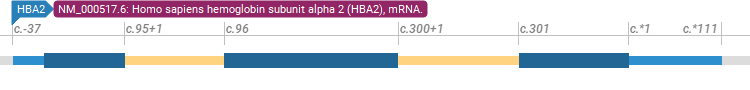 HBA2 NM_000517.6: Homo sapiens hemoglobin subunit alpha 2 (HBA2), mRNA.
c.-37 c.95+1 c.96 c.300+1 c.301 c.*1 c.*111